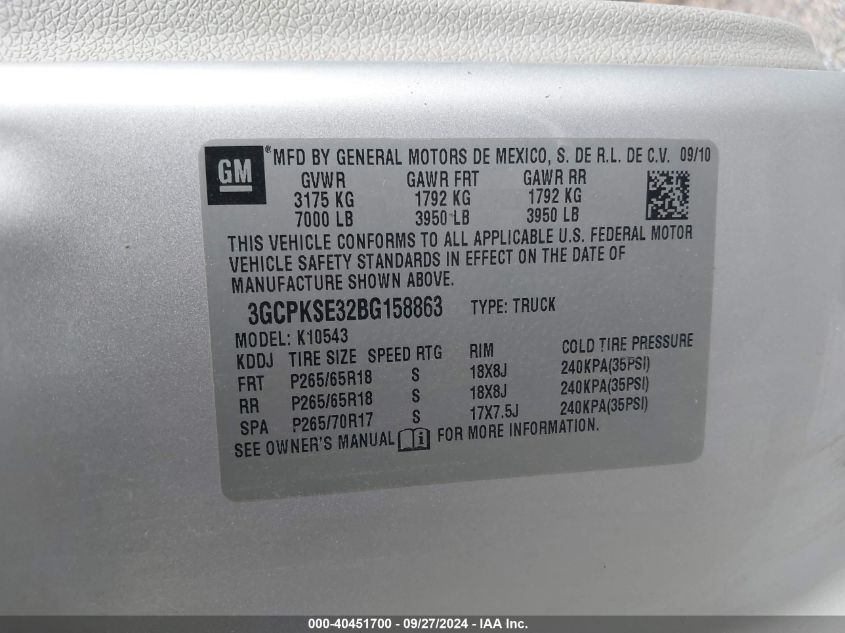 GM ®MFD BY GENERAL MOTORS DE MEXICO, S. DE R.L. DE C.V. 09/10
GVWR GAWR FRT GAWR RR
3175 KG 1792 KG 1792 KG
7000 LB 3950 LB 3950 LB
THIS VEHICLE CONFORMS TO ALL APPLICABLE U.S. FEDERAL MOTOR
VEHICLE SAFETY STANDARDS IN EFFECT ON THE DATE OF
MANUFACTURE SHOWN ABOVE.
3GCPKSE32BG158863 TYPE: TRUCK
MODEL: K10543
KDDJ TIRE SIZE SPEED RTG RIM COLD TIRE PRESSURE
FRT P265/65R18 S 18X8J 240KPA(35PSI)
RR P265/65R18 S 18X8J 240KPA(35PSI)
SPA P265/70R17 S 17X7.5J 240KPA(35PSI)
SEE OWNER'S MANUAL i FOR MORE INFORMATION.
000-40451700 - 09/27/2024 - IAA Inc.